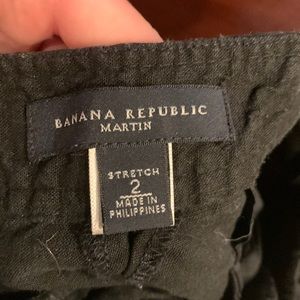 BANANA REPUBLIC
MARTIN
STRETCH
2
MADE IN
PHILIPPINES